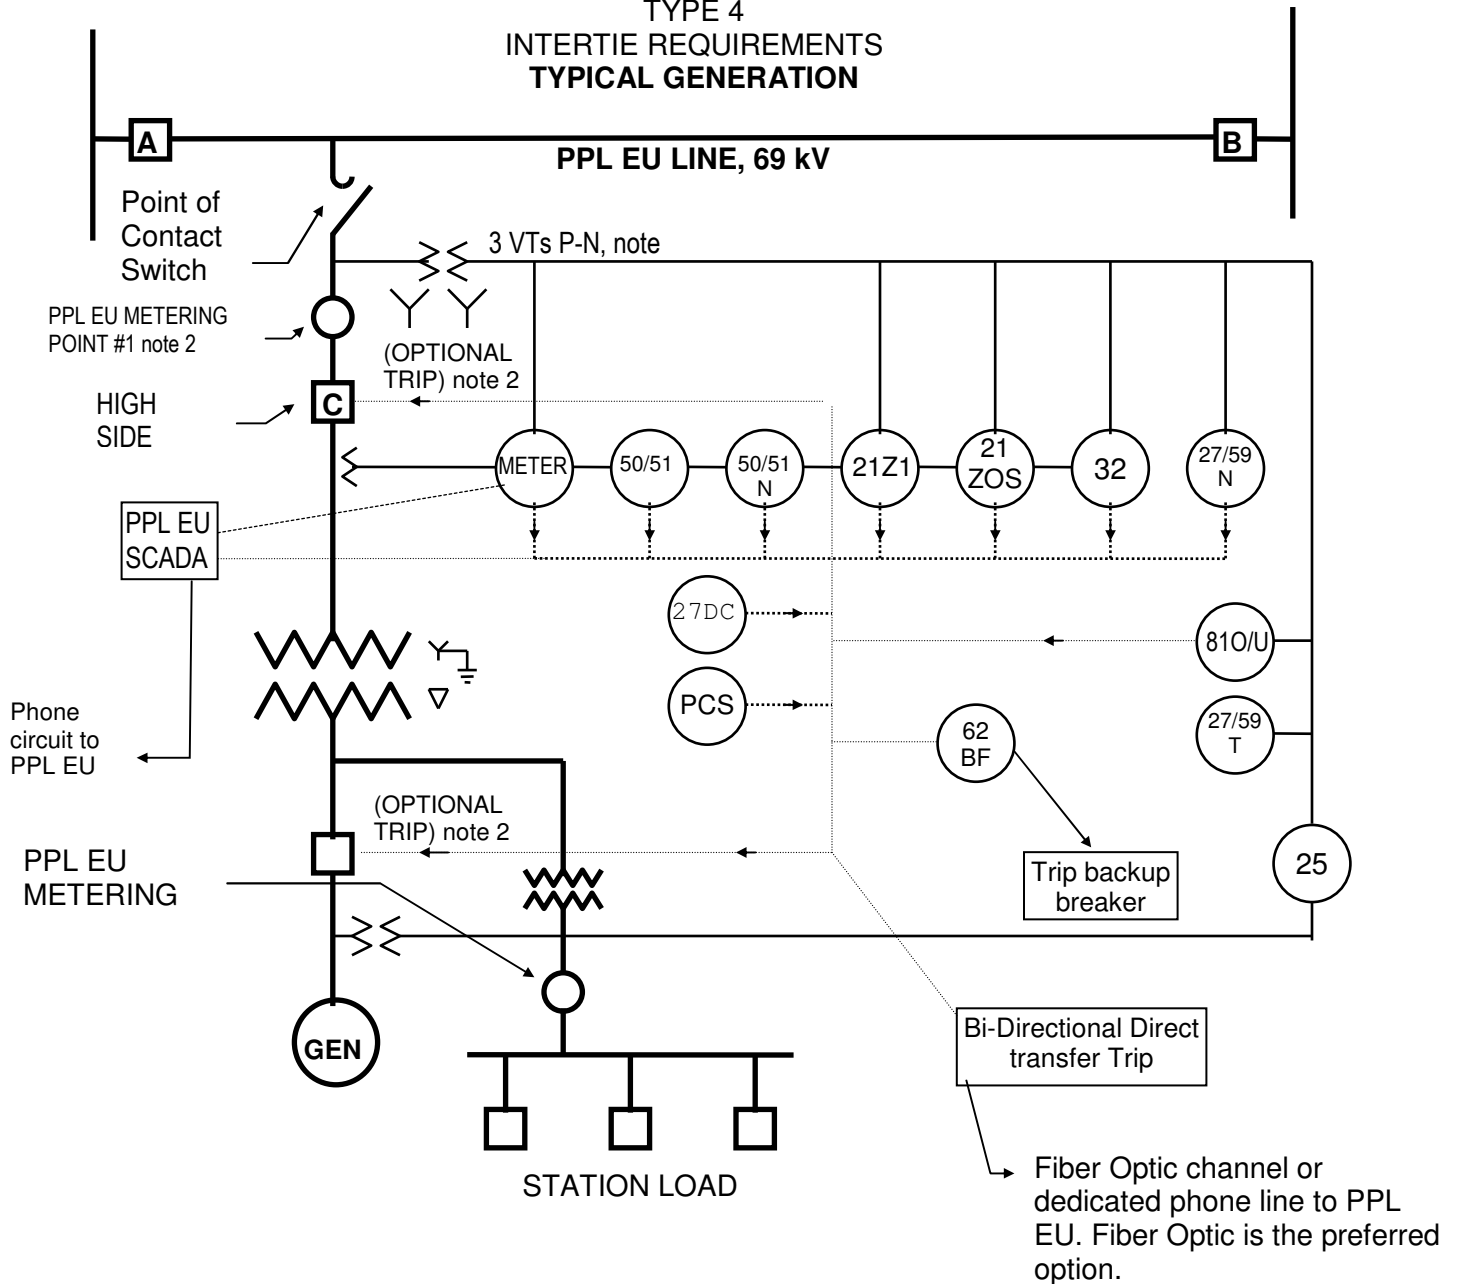 TYPE 4
INTERTIE REQUIREMENTS
TYPICAL GENERATION
A
B
PPL EU LINE, 69 kV
Point of
Contact
Switch
3 VTs P-N, note
PPL EU METERING
POINT #1 note 2
(OPTIONAL
TRIP) note 2
HIGH
SIDE
C
METER
50/51
50/51
N
21Z1
21
ZOS
32
27/59
N
PPL EU
SCADA
27DC
81O/U
PCS
27/59
T
62
BF
Phone
circuit to
PPL EU
(OPTIONAL
TRIP) note 2
PPL EU
METERING
Trip backup
breaker
25
GEN
Bi-Directional Direct
transfer Trip
STATION LOAD
Fiber Optic channel or
dedicated phone line to PPL
EU. Fiber Optic is the preferred
option.